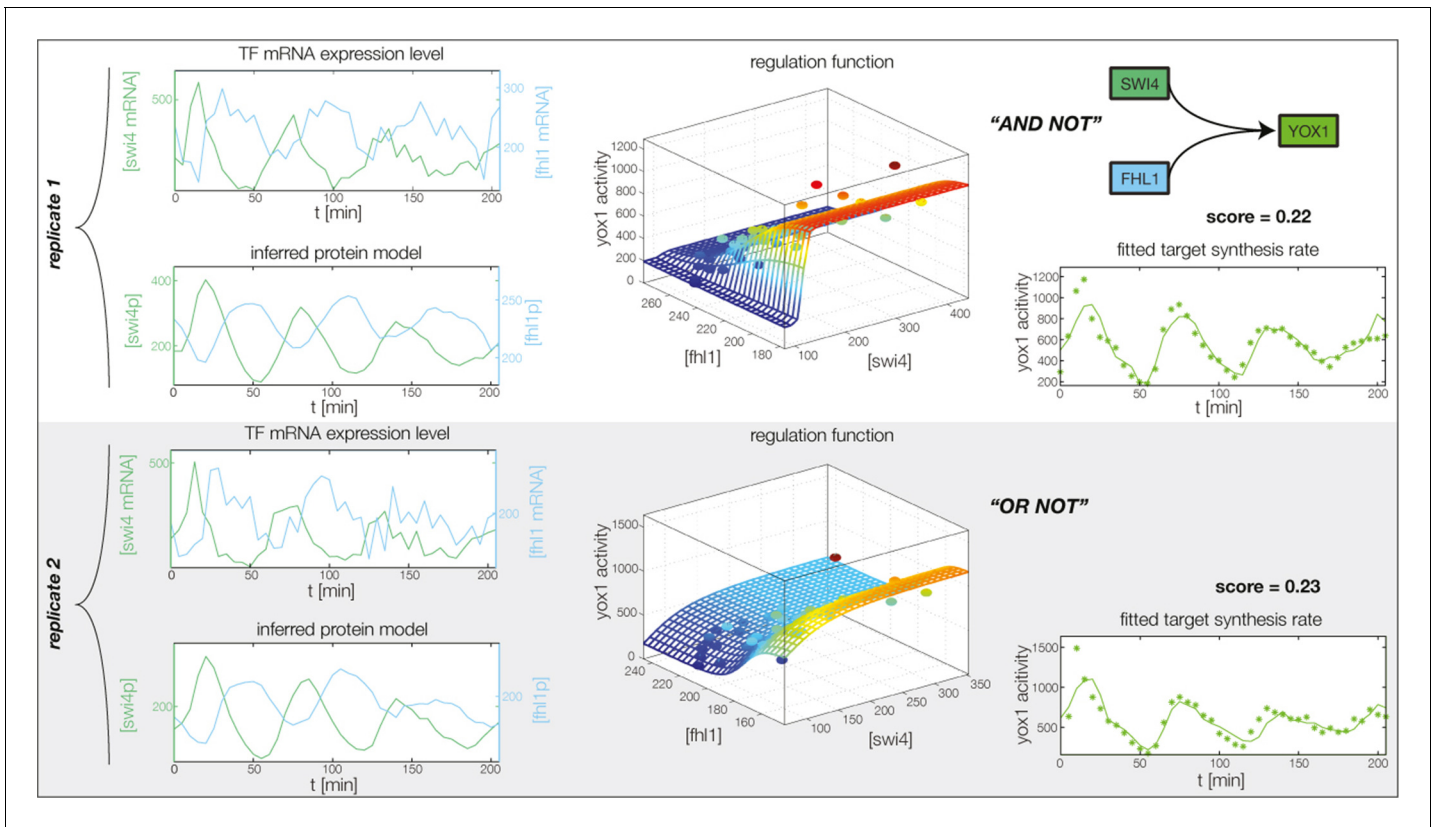 replicate 1
TF mRNA expression level
[swi4 mRNA]
500
300
200
[fhl1 mRNA]
0 50 100 150 200
t [min]
inferred protein model
[swi4p]
400
200
250
200
[fhl1p]
0 50 100 150 200
t [min]
regulation function
yox1 activity
1200
1000
800
600
400
200
0
260 240 220 200 180
[fhl1]
100 200 300 400
[swi4]
"AND NOT"
SWI4
FHL1
YOX1
score = 0.22
fitted target synthesis rate
yox1 acitivity
1200
1000
800
600
400
200
0 50 100 150 200
t [min]
replicate 2
TF mRNA expression level
[swi4 mRNA]
500
200
[fhl1 mRNA]
0 50 100 150 200
t [min]
inferred protein model
[swi4p]
200
200
[fhl1p]
0 50 100 150 200
t [min]
regulation function
yox1 activity
1500
1000
500
0
240 220 200 180 160
[fhl1]
100 150 200 250 300 350
[swi4]
"OR NOT"
score = 0.23
fitted target synthesis rate
yox1 acitivity
1500
1000
500
0 50 100 150 200
t [min]